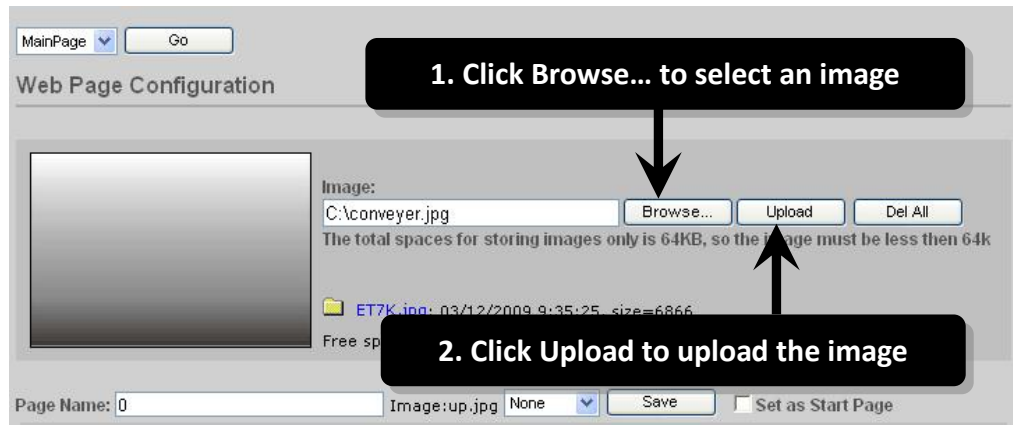 MainPage Go
1. Click Browse... to select an image
Web Page Configuration
Image:
C:\conveyer.jpg Browse... Upload Del All
The total spaces for storing images only is 64KB, so the image must be less then 64k
ET7K.jpg: 03/12/2009 9:35:25 size=6866
Free sp
2. Click Upload to upload the image
Page Name: 0 Image:up.jpg None Save Set as Start Page